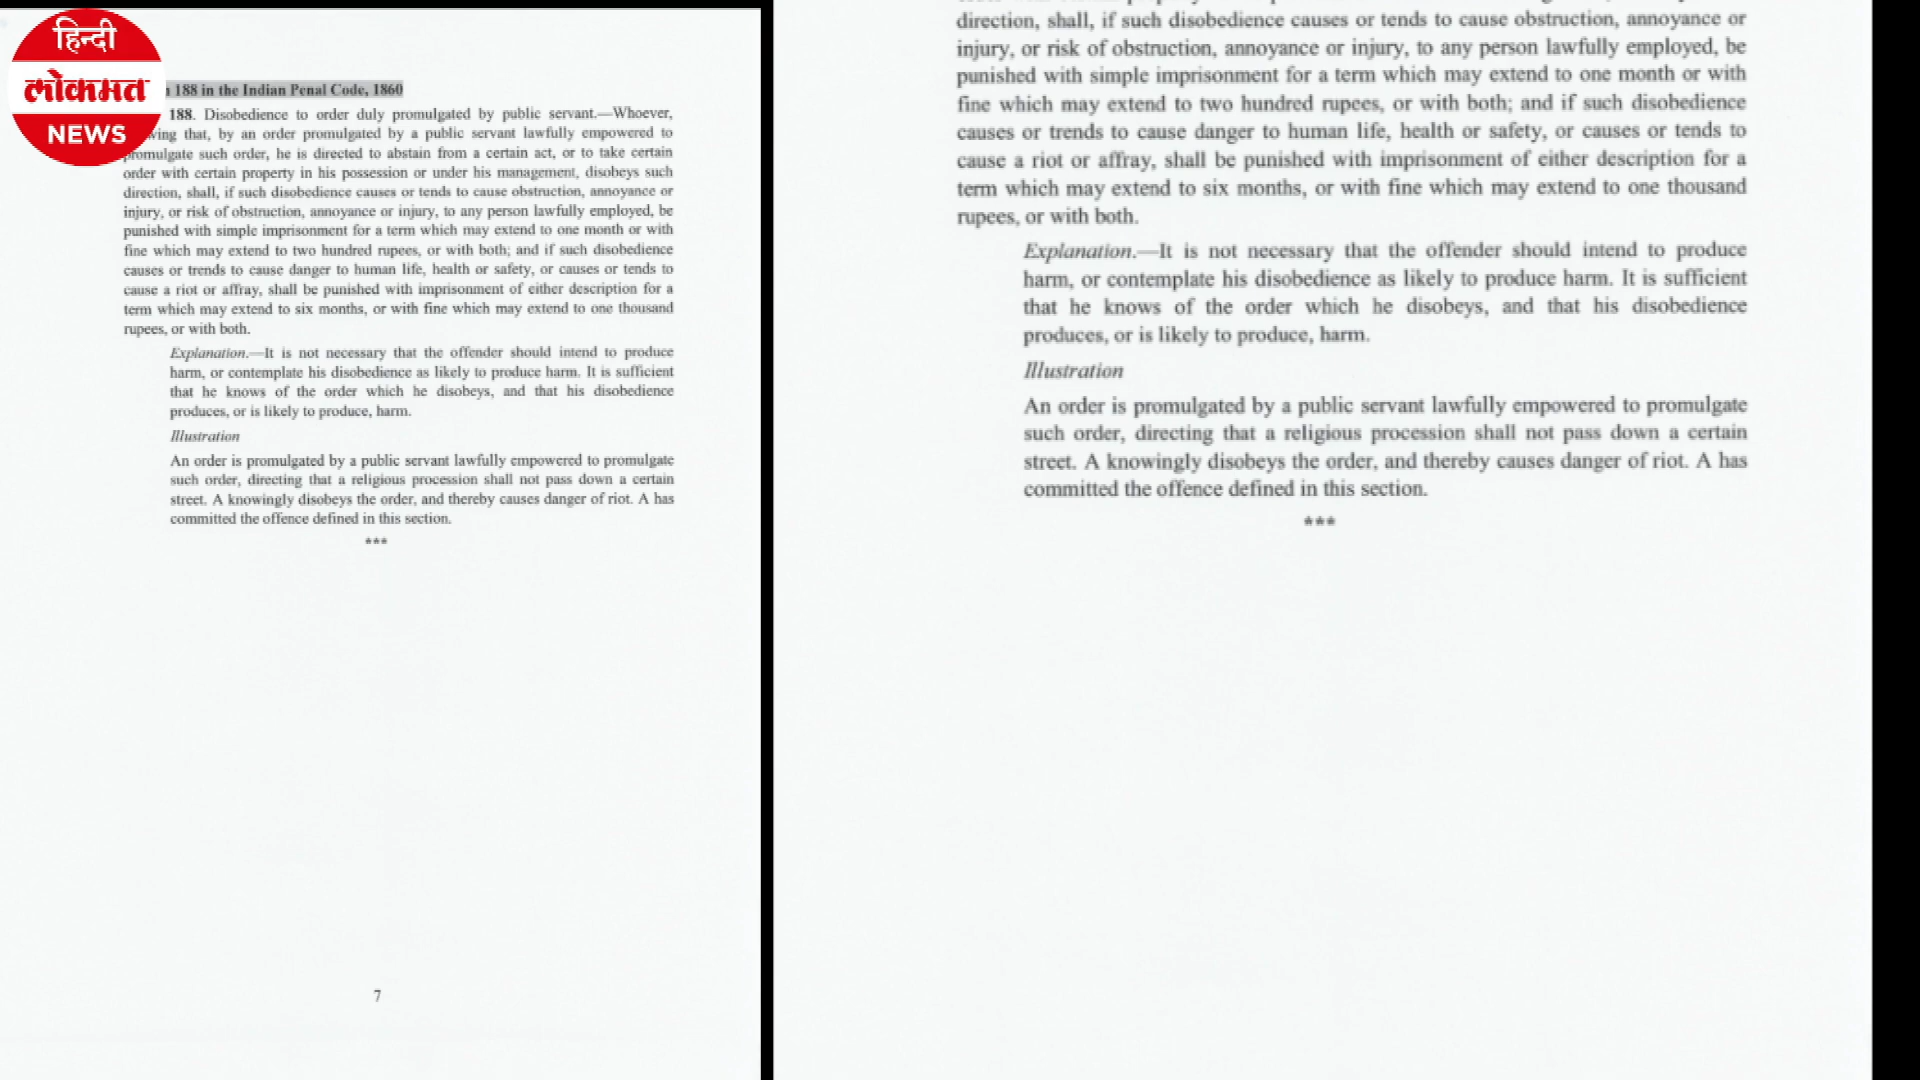 हिन्दी
लोकमत
NEWS
188 in the Indian Penal Code, 1860
188. Disobedience to order duly promulgated by public servant.—Whoever,
that, by an order promulgated by a public servant lawfully empowered to
promulgate such order, he is directed to abstain from a certain act, or to take certain
order with certain property in his possession or under his management, disobeys such
direction, shall, if such disobedience causes or tends to cause obstruction, annoyance or
injury, or risk of obstruction, annoyance or injury, to any person lawfully employed, be
punished with simple imprisonment for a term which may extend to one month or with
fine which may extend to two hundred rupees, or with both; and if such disobedience
causes or trends to cause danger to human life, health or safety, or causes or tends to
cause a riot or affray, shall be punished with imprisonment of either description for a
term which may extend to six months, or with fine which may extend to one thousand
rupees, or with both.
Explanation.—It is not necessary that the offender should intend to produce
harm, or contemplate his disobedience as likely to produce harm. It is sufficient
that he knows of the order which he disobeys, and that his disobedience
produces, or is likely to produce, harm.
Illustration
An order is promulgated by a public servant lawfully empowered to promulgate
such order, directing that a religious procession shall not pass down a certain
street. A knowingly disobeys the order, and thereby causes danger of riot. A has
committed the offence defined in this section.
***
7
direction, shall, if such disobedience causes or tends to cause obstruction, annoyance or
injury, or risk of obstruction, annoyance or injury, to any person lawfully employed, be
punished with simple imprisonment for a term which may extend to one month or with
fine which may extend to two hundred rupees, or with both; and if such disobedience
causes or trends to cause danger to human life, health or safety, or causes or tends to
cause a riot or affray, shall be punished with imprisonment of either description for a
term which may extend to six months, or with fine which may extend to one thousand
rupees, or with both.
Explanation.—It is not necessary that the offender should intend to produce
harm, or contemplate his disobedience as likely to produce harm. It is sufficient
that he knows of the order which he disobeys, and that his disobedience
produces, or is likely to produce, harm.
Illustration
An order is promulgated by a public servant lawfully empowered to promulgate
such order, directing that a religious procession shall not pass down a certain
street. A knowingly disobeys the order, and thereby causes danger of riot. A has
committed the offence defined in this section.
***